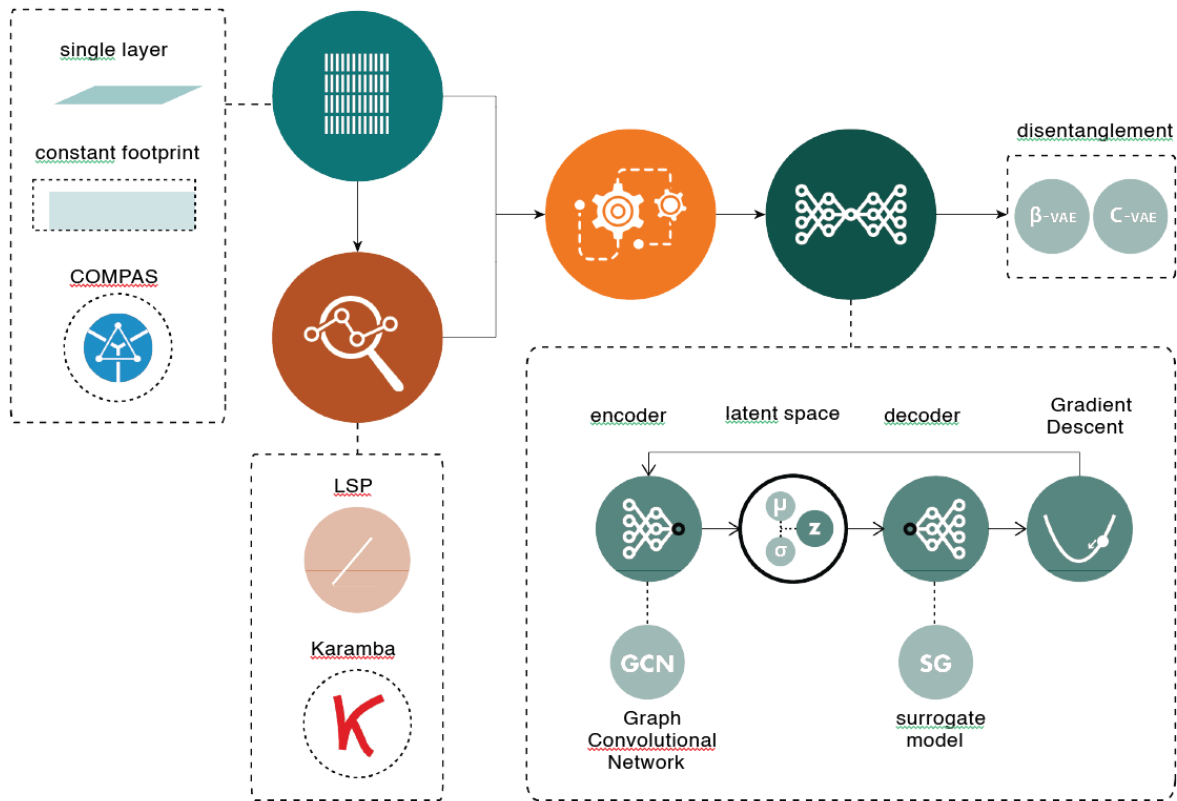 single layer
constant footprint
COMPAS
LSP
Karamba
disentanglement
β-VAE
C-VAE
encoder
latent space
decoder
Gradient
Descent
μ
σ
z
GCN
SG
Graph
Convolutional
Network
surrogate
model